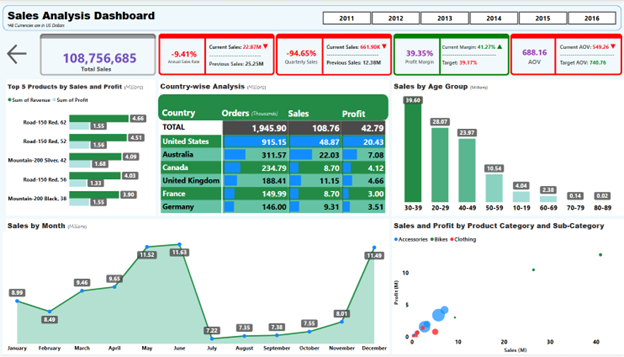 Sales Analysis Dashboard
*All Currencies are in US Dollars
2011 2012 2013 2014 2015 2016
108,756,685
Total Sales
-9.41%
Annual Sales Rate
Current Sales: 22.87M ▼
Previous Sales: 25.25M
-94.65%
Quarterly Sales
Current Sales: 661.90K ▼
Previous Sales: 12.38M
39.35%
Profit Margin
Current Margin: 41.27% ▲
Target: 39.17%
688.16
AOV
Current AOV: 549.26 ▼
Target AOV: 740.76
Top 5 Products by Sales and Profit (Millions)
Sum of Revenue Sum of Profit
Road-150 Red, 62 4.66
1.55
Road-150 Red, 52 4.51
1.56
Mountain-200 Silver, 42 4.09
1.68
Road-150 Red, 56 4.03
1.33
Mountain-200 Black, 38 3.90
1.55
Country-wise Analysis (Millions)
Country Orders (Thousands) Sales Profit
TOTAL 1,945.90 108.76 42.79
United States 915.15 48.87 20.43
Australia 311.57 22.03 7.08
Canada 234.79 8.70 4.12
United Kingdom 188.41 11.15 4.66
France 149.99 8.70 3.00
Germany 146.00 9.31 3.51
Sales by Age Group (Millions)
39.60
28.07
23.97
10.54
4.04
2.38
0.14
0.02
30-39 20-29 40-49 50-59 10-19 60-69 70-79 80-89
Sales by Month (Millions)
8.99
8.49
9.46
9.65
11.52
11.63
7.22
7.35
7.38
7.55
8.01
11.49
January February March April May June July August September October November December
Sales and Profit by Product Category and Sub-Category
Accessories Bikes Clothing
Profit (M)
10
5
0
0 10 20 30 40
Sales (M)